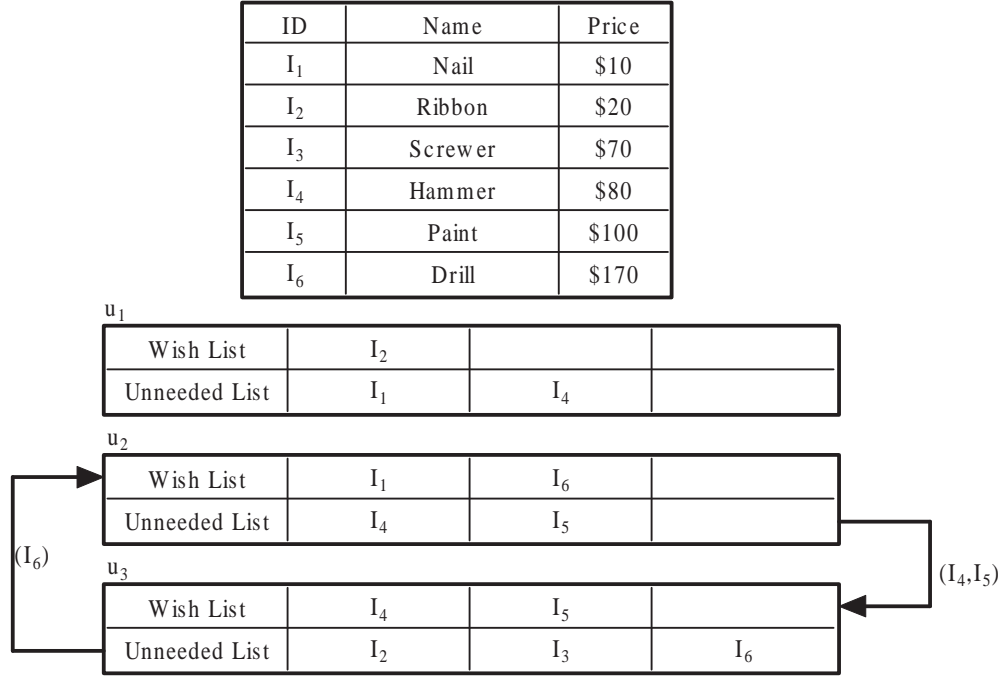 ID Name Price
I1 Nail $10
I2 Ribbon $20
I3 Screwer $70
I4 Hammer $80
I5 Paint $100
I6 Drill $170
u1
Wish List I2
Unneeded List I1 I4
u2
Wish List I1 I6
Unneeded List I4 I5
(I6)
(I4,I5)
u3
Wish List I4 I5
Unneeded List I2 I3 I6